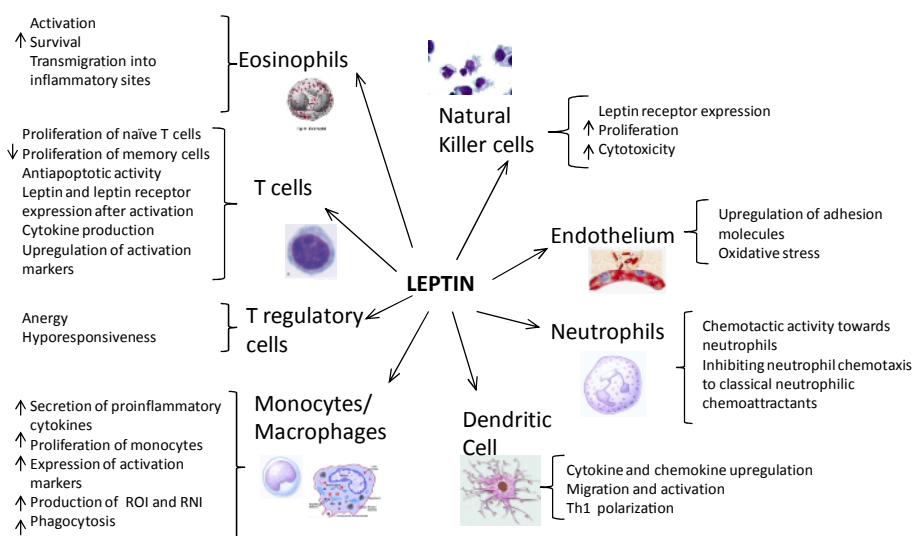 Activation
↑ Survival
Transmigration into
inflammatory sites
Eosinophils
Natural
Killer cells
Leptin receptor expression
↑ Proliferation
↑ Cytotoxicity
Proliferation of naïve T cells
↓ Proliferation of memory cells
Antiapoptotic activity
Leptin and leptin receptor
expression after activation
Cytokine production
Upregulation of activation
markers
T cells
Endothelium
Upregulation of adhesion
molecules
Oxidative stress
LEPTIN
Anergy
Hyporesponsiveness
T regulatory
cells
Neutrophils
Chemotactic activity towards
neutrophils
Inhibiting neutrophil chemotaxis
to classical neutrophilic
chemoattractants
↑ Secretion of proinflammatory
cytokines
↑ Proliferation of monocytes
↑ Expression of activation
markers
↑ Production of ROI and RNI
↑ Phagocytosis
Monocytes/
Macrophages
Dendritic
Cell
Cytokine and chemokine upregulation
Migration and activation
Th1 polarization